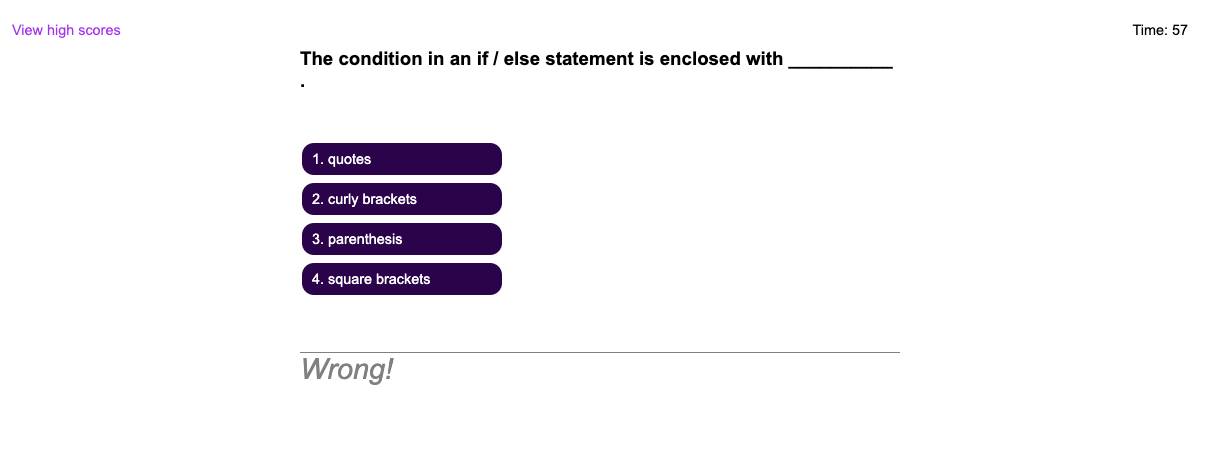 View high scores
Time: 57
The condition in an if / else statement is enclosed with __________
.
1. quotes
2. curly brackets
3. parenthesis
4. square brackets
Wrong!